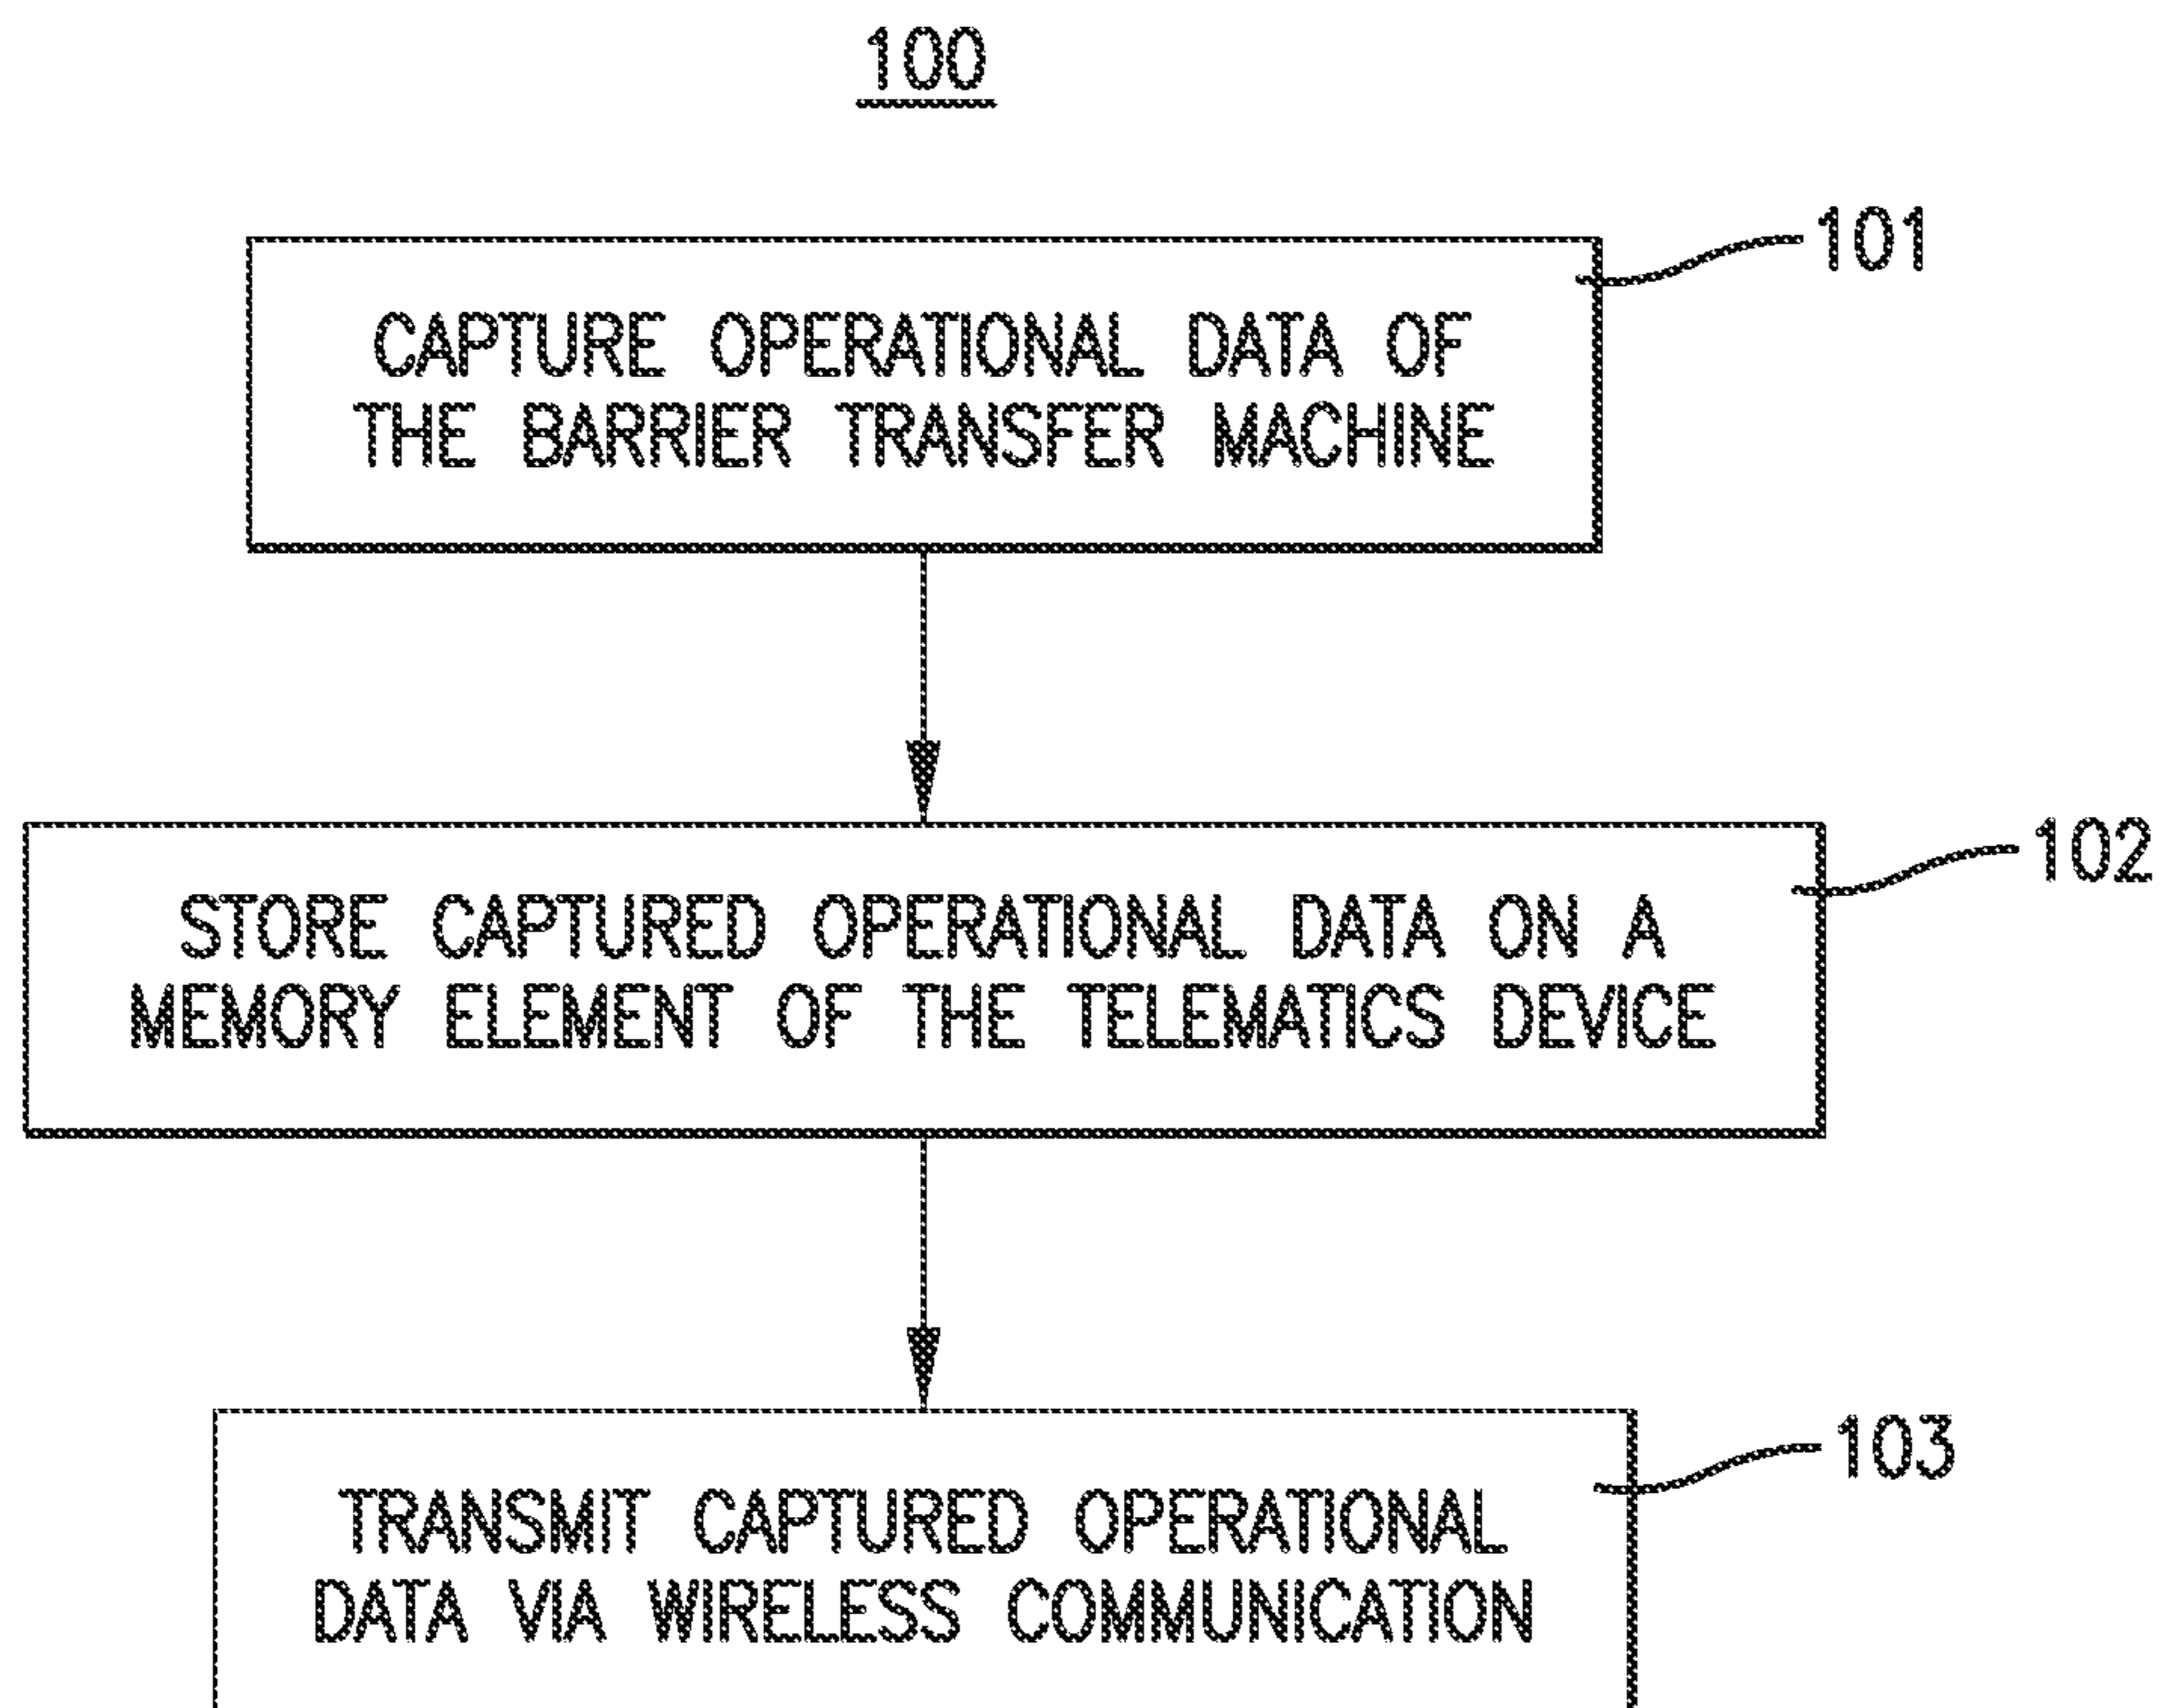 100
101
CAPTURE OPERATIONAL DATA OF
THE BARRIER TRANSFER MACHINE
102
STORE CAPTURED OPERATIONAL DATA ON A
MEMORY ELEMENT OF THE TELEMATICS DEVICE
103
TRANSMIT CAPTURED OPERATIONAL
DATA VIA WIRELESS COMMUNICATION